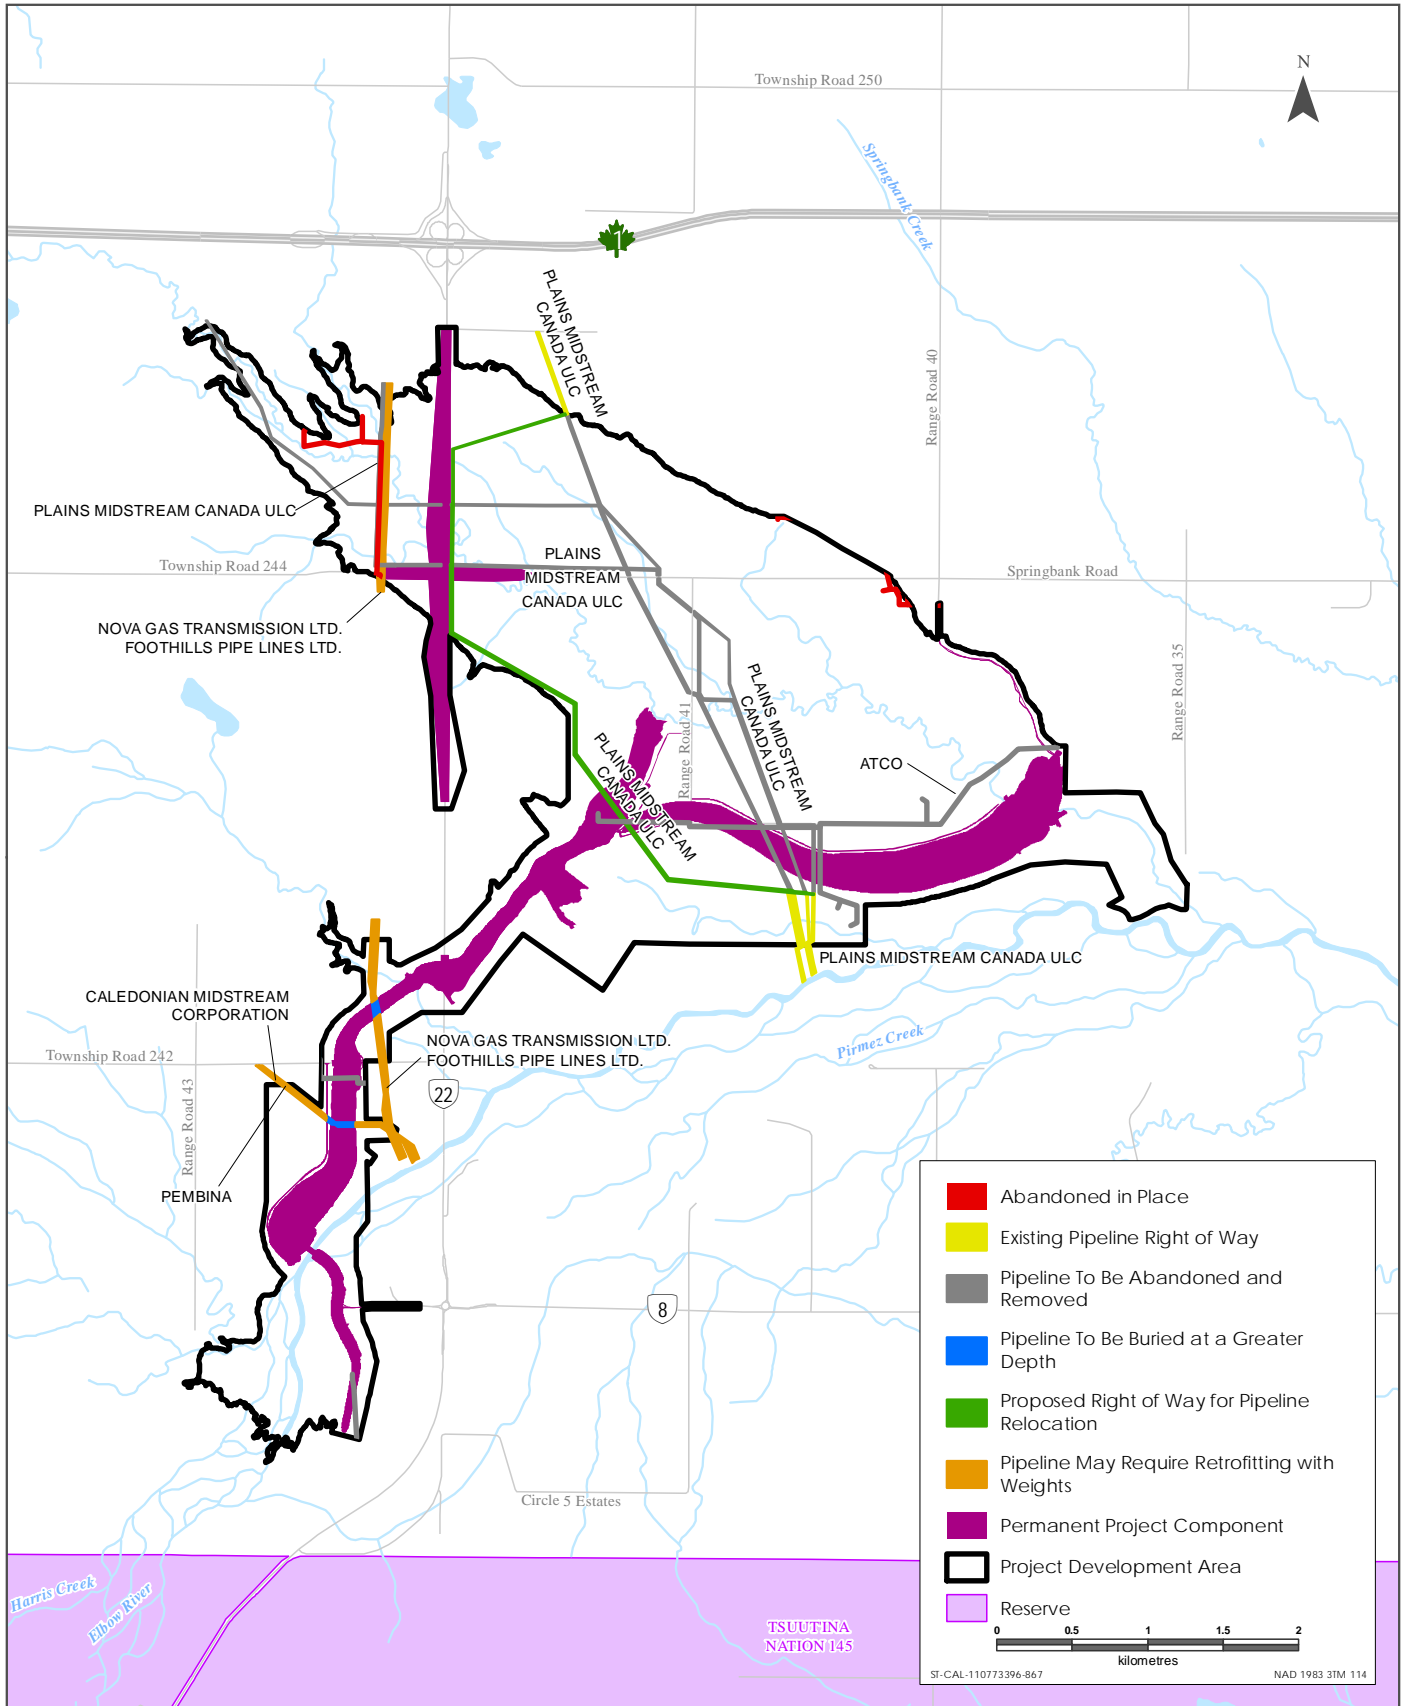 N
Township Road 250
Springbank Creek
1
PLAINS MIDSTREAM
CANADA ULC
Range Road 40
PLAINS MIDSTREAM CANADA ULC
PLAINS
MIDSTREAM
CANADA ULC
Township Road 244
Springbank Road
NOVA GAS TRANSMISSION LTD.
FOOTHILLS PIPE LINES LTD.
Range Road 35
PLAINS MIDSTREAM
CANADA ULC
Range Road 41
PLAINS MIDSTREAM
CANADA ULC
ATCO
PLAINS MIDSTREAM CANADA ULC
CALEDONIAN MIDSTREAM
CORPORATION
NOVA GAS TRANSMISSION LTD.
FOOTHILLS PIPE LINES LTD.
Pirmez Creek
Township Road 242
22
Range Road 43
PEMBINA
8
Circle 5 Estates
Harris Creek
Elbow River
TSUUT'INA
NATION 145
Abandoned in Place
Existing Pipeline Right of Way
Pipeline To Be Abandoned and
Removed
Pipeline To Be Buried at a Greater
Depth
Proposed Right of Way for Pipeline
Relocation
Pipeline May Require Retrofitting with
Weights
Permanent Project Component
Project Development Area
Reserve
0 0.5 1 1.5 2
kilometres
ST-CAL-110773396-867
NAD 1983 3TM 114